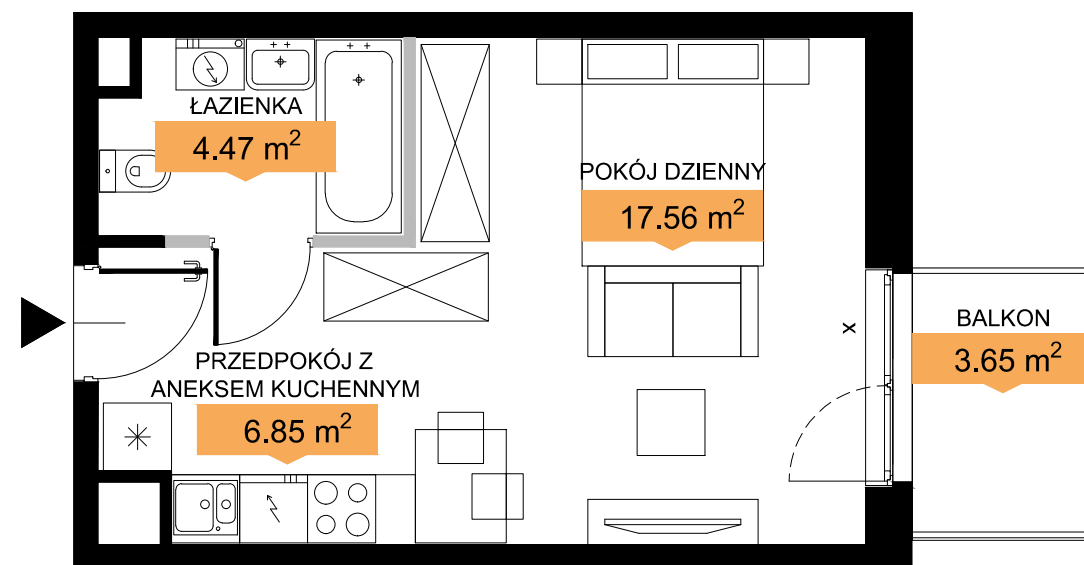 ŁAZIENKA
4.47 m²
POKÓJ DZIENNY
17.56 m²
BALKON
3.65 m²
x
PRZEDPOKÓJ Z
ANEKSEM KUCHENNYM
6.85 m²